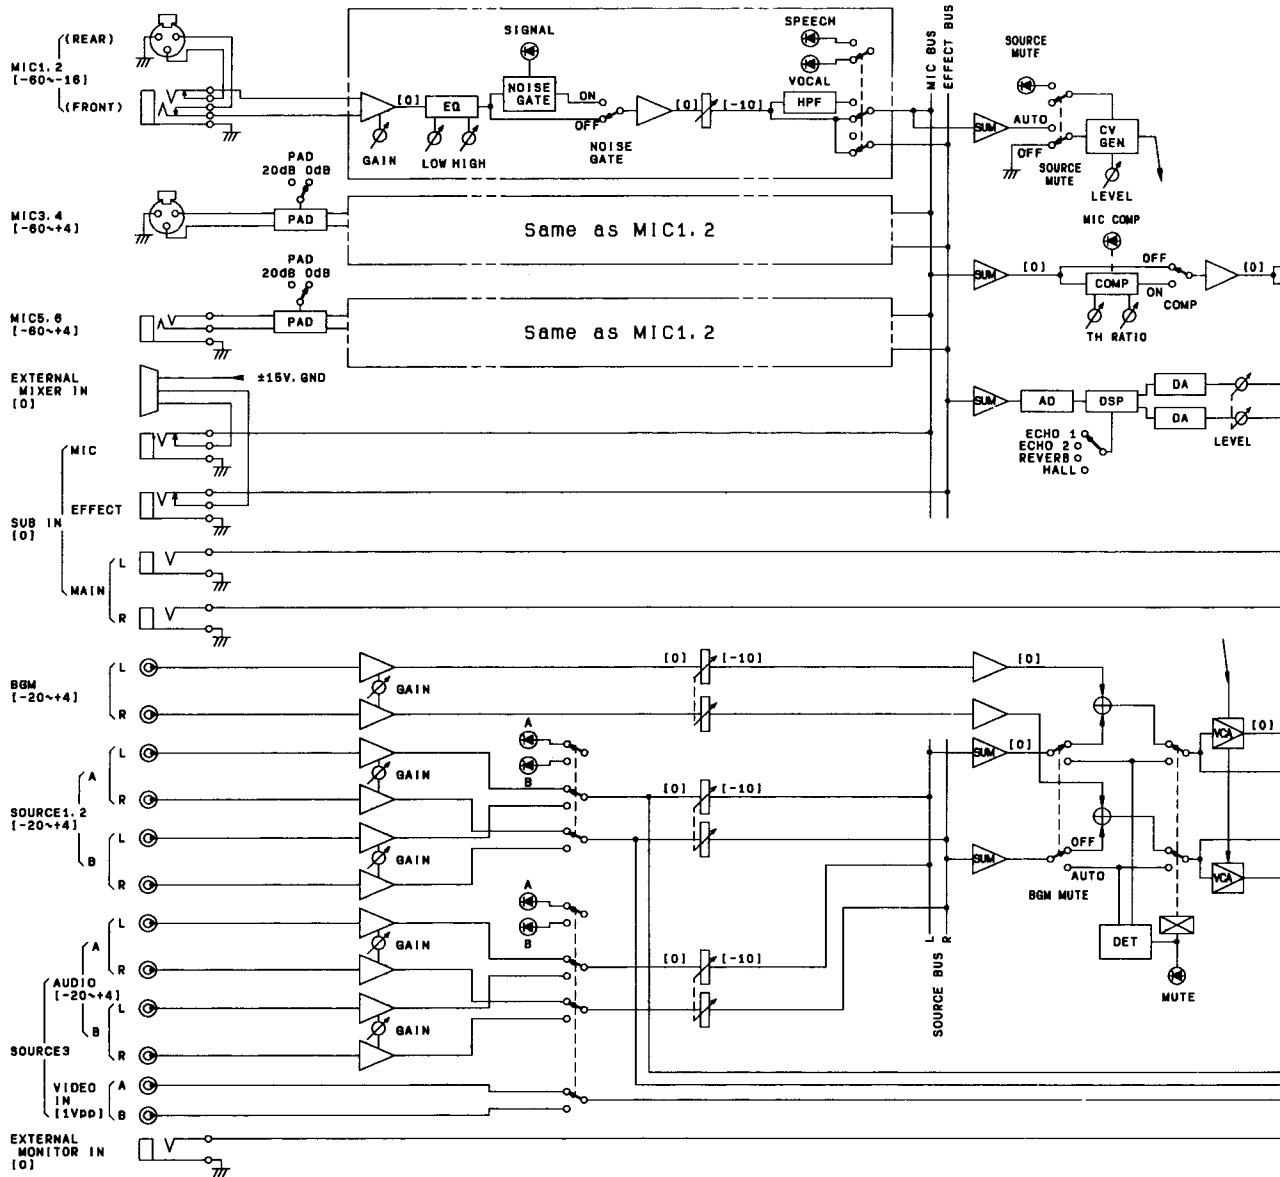 (REAR)
MIC1.2
[-60~-16]
(FRONT)
[0]
EQ
GAIN
LOW HIGH
SIGNAL
NOISE
GATE
ON
OFF
NOISE
GATE
[0]
[-10]
SPEECH
VOCAL
HPF
MIC BUS
EFFECT BUS
SOURCE
MUTE
SUM
AUTO
OFF
SOURCE
MUTE
CV
GEN
LEVEL
MIC3.4
[-60~+4]
PAD
20dB 0dB
PAD
Same as MIC1.2
MIC COMP
SUM
[0]
COMP
OFF
ON
COMP
[0]
TH RATIO
MIC5.6
[-60~+4]
PAD
20dB 0dB
PAD
Same as MIC1.2
EXTERNAL
MIXER IN
[0]
±15V.GND
SUM
AD
DSP
DA
DA
LEVEL
ECHO 1
ECHO 2
REVERB
HALL
SUB IN
[0]
MIC
EFFECT
MAIN
L
R
BGM
[-20~+4]
L
R
GAIN
[0]
[-10]
[0]
SOURCE1.2
[-20~+4]
A
L
R
B
L
R
GAIN
GAIN
A
B
[0]
[-10]
SUM
[0]
SUM
OFF
AUTO
BGM MUTE
VCA
[0]
VCA
DET
MUTE
SOURCE3
AUDIO
[-20~+4]
A
L
R
B
L
R
GAIN
GAIN
A
B
[0]
[-10]
SOURCE BUS
L
R
VIDEO
IN
[1Vpp]
A
B
EXTERNAL
MONITOR IN
[0]